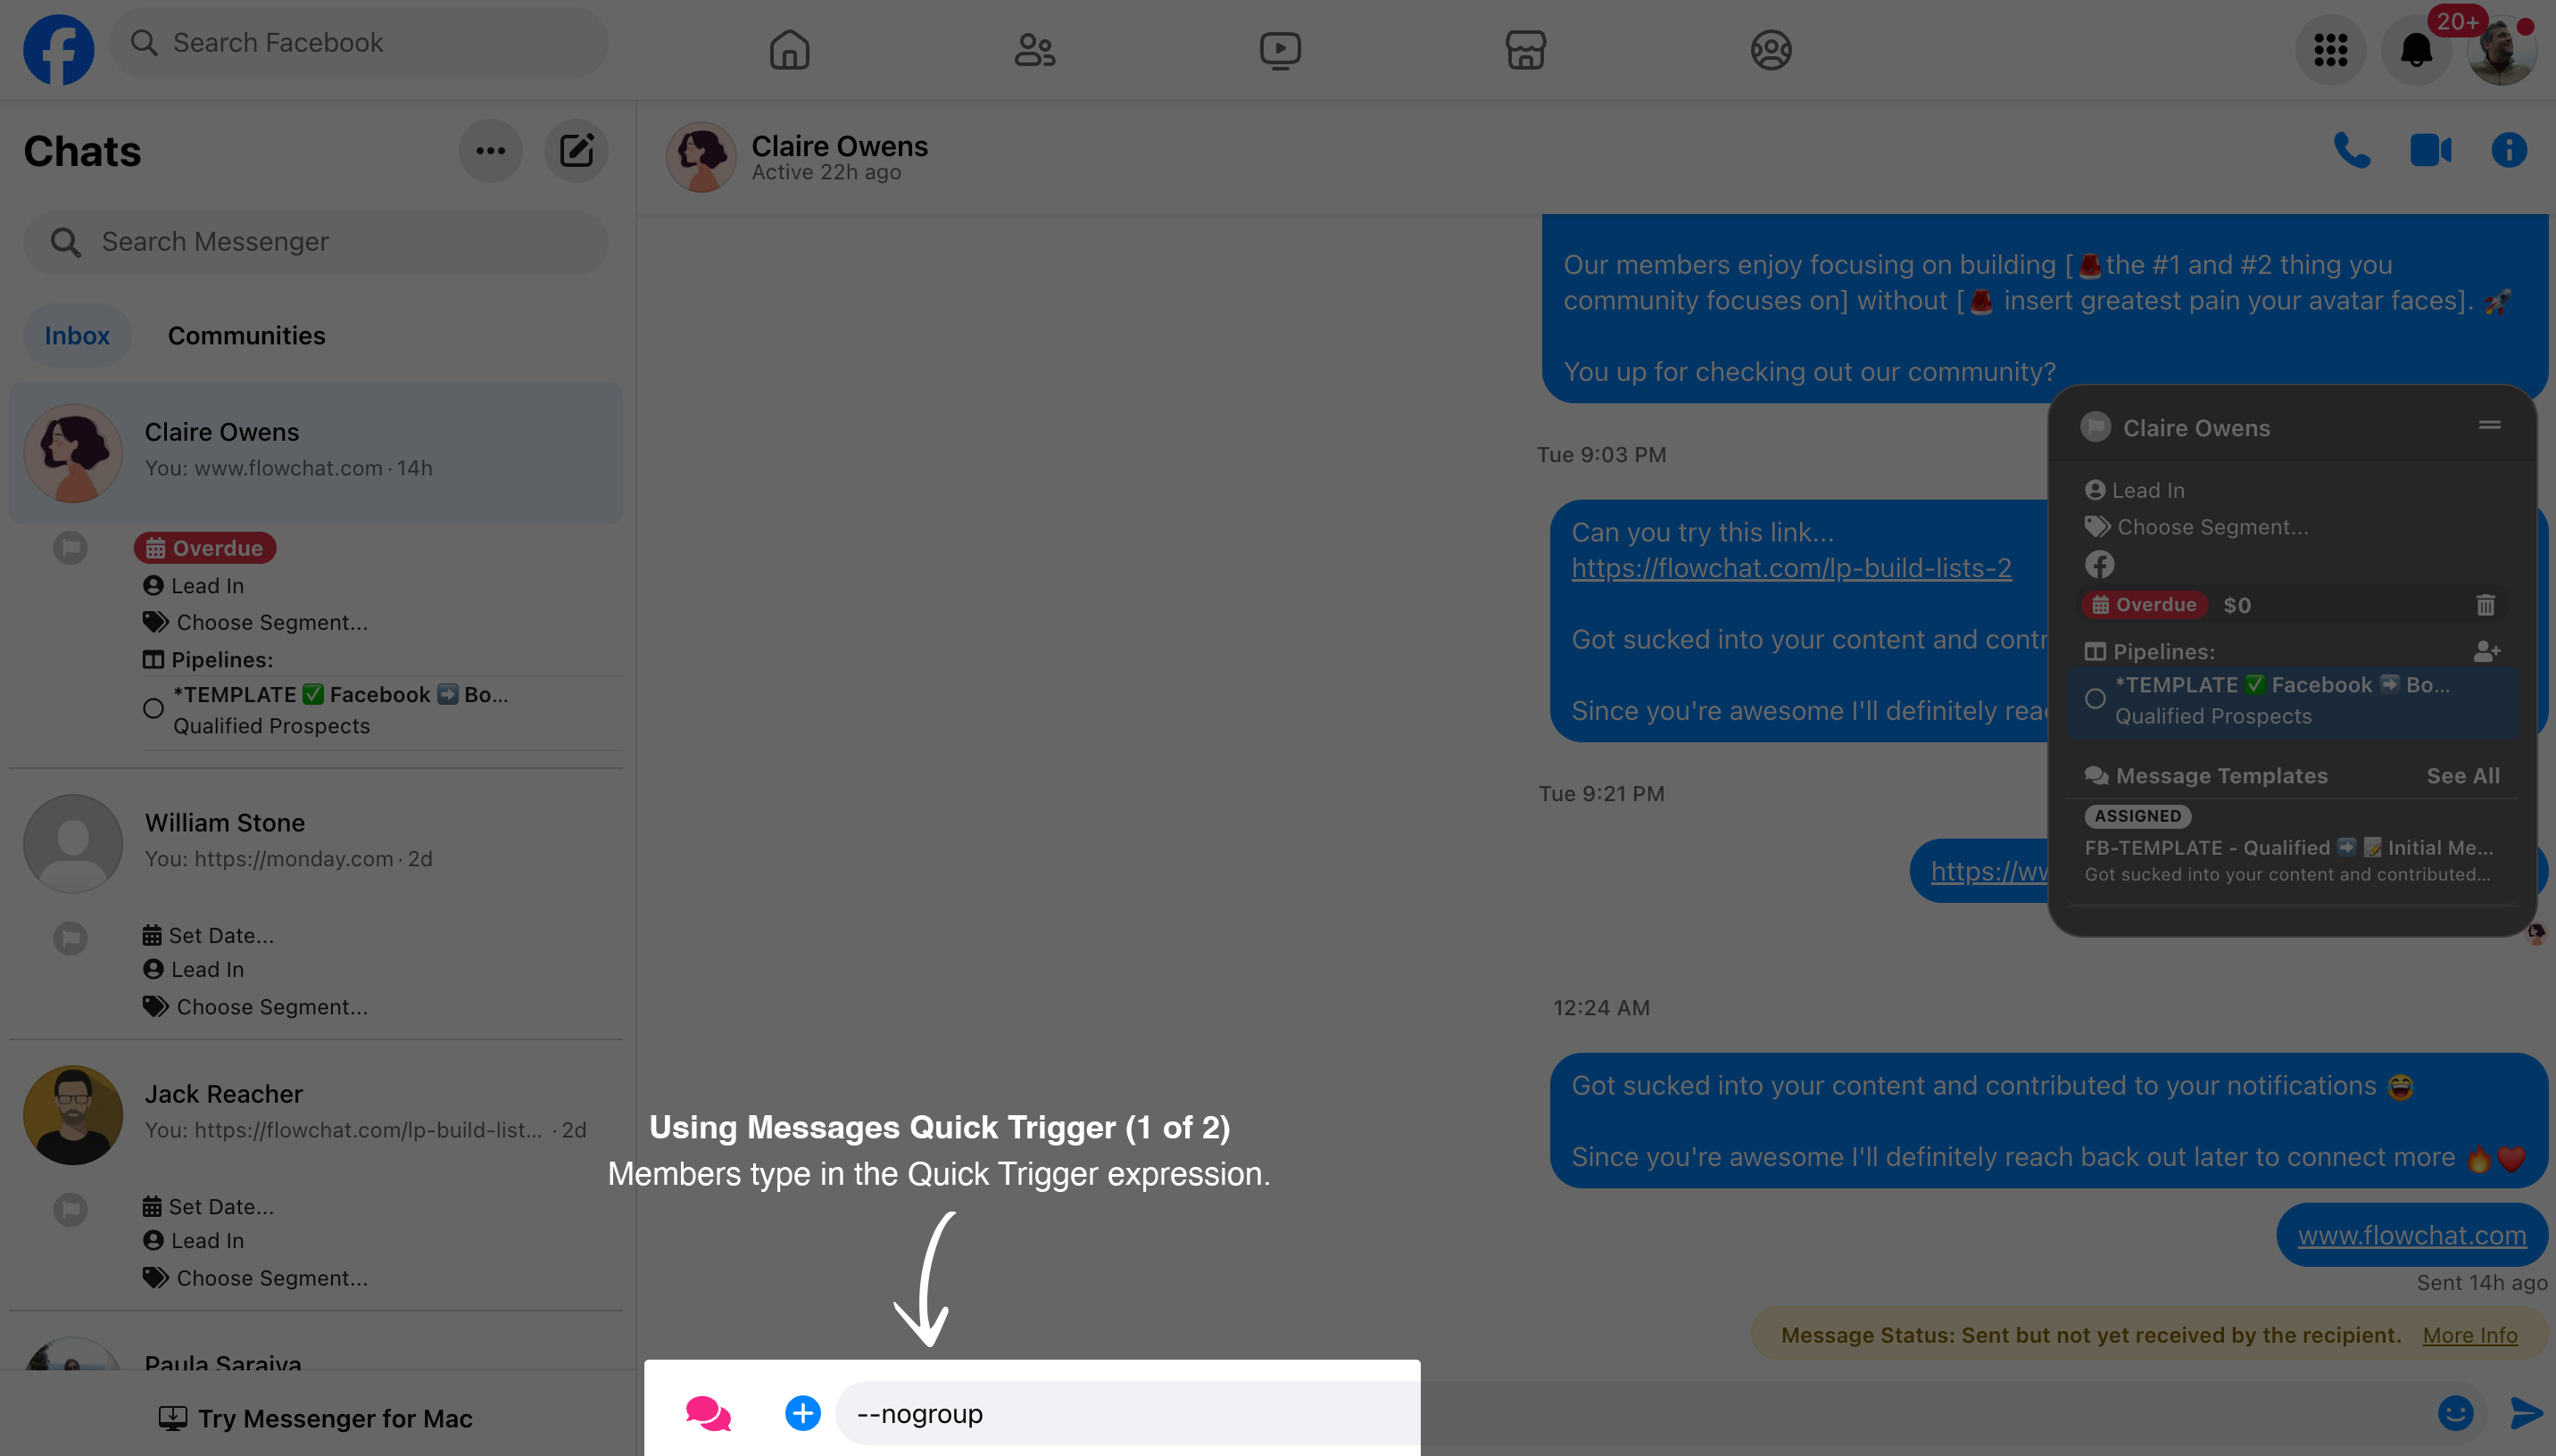 Search Facebook
20+
Chats
Search Messenger
Inbox
Communities
Claire Owens
You: www.flowchat.com · 14h
Overdue
Lead In
Choose Segment...
Pipelines:
*TEMPLATE ✅ Facebook ➡️ Bo...
Qualified Prospects
William Stone
You: https://monday.com · 2d
Set Date...
Lead In
Choose Segment...
Jack Reacher
You: https://flowchat.com/lp-build-list... · 2d
Set Date...
Lead In
Choose Segment...
Paula Saraiva
Try Messenger for Mac
Claire Owens
Active 22h ago
Our members enjoy focusing on building [🚨the #1 and #2 thing you
community focuses on] without [🚨 insert greatest pain your avatar faces]. 🚀
You up for checking out our community?
Tue 9:03 PM
Can you try this link...
https://flowchat.com/lp-build-lists-2
Got sucked into your content and contr
Since you're awesome I'll definitely rea
Tue 9:21 PM
https://ww
Claire Owens
Lead In
Choose Segment...
Overdue $0
Pipelines:
*TEMPLATE ✅ Facebook ➡️ Bo...
Qualified Prospects
Message Templates See All
ASSIGNED
FB-TEMPLATE - Qualified ➡️ 📝 Initial Me...
Got sucked into your content and contributed...
12:24 AM
Got sucked into your content and contributed to your notifications 😂
Since you're awesome I'll definitely reach back out later to connect more 🔥❤️
www.flowchat.com
Sent 14h ago
Message Status: Sent but not yet received by the recipient. More Info
Using Messages Quick Trigger (1 of 2)
Members type in the Quick Trigger expression.
--nogroup